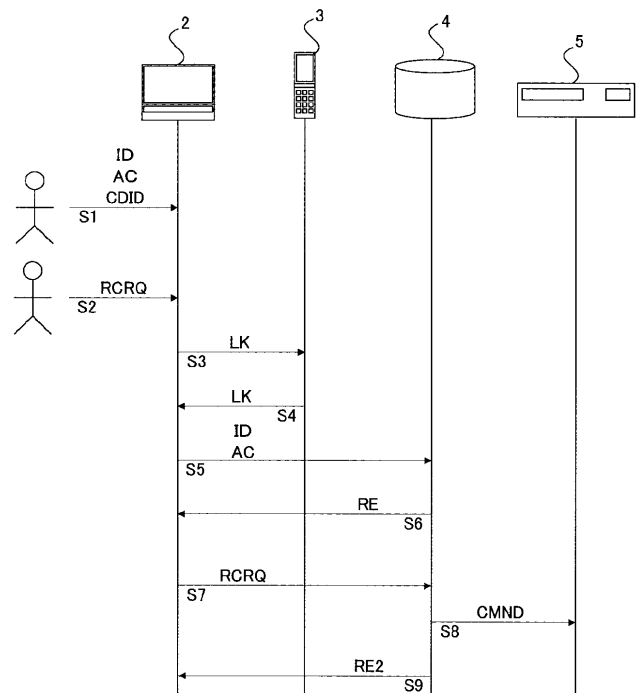 2
3
4
5
ID
AC
CDID
S1
RCRQ
S2
LK
S3
LK
S4
ID
AC
S5
RE
S6
RCRQ
S7
CMND
S8
RE2
S9